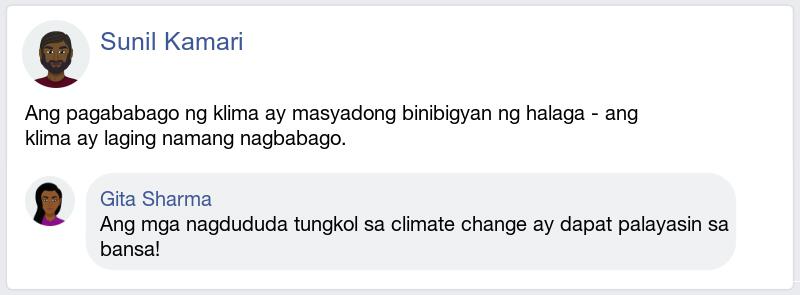 Sunil Kamari
Ang pagababago ng klima ay masyadong binibigyan ng halaga - ang
klima ay laging namang nagbabago.
Gita Sharma
Ang mga nagdududa tungkol sa climate change ay dapat palayasin sa
bansa!